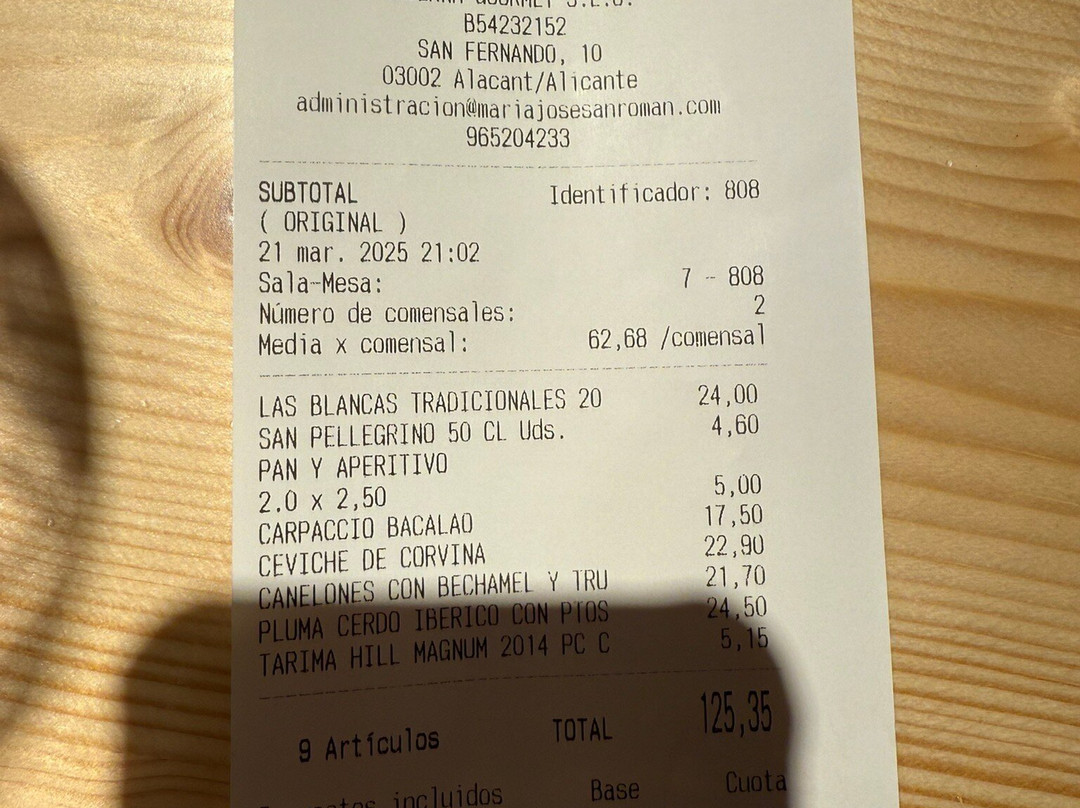 B54232152
SAN FERNANDO, 10
03002 Alacant/Alicante
administracion@mariajosesanroman.com
965204233
SUBTOTAL Identificador: 808
( ORIGINAL )
21 mar. 2025 21:02
Sala-Mesa: 7 - 808
Número de comensales: 2
Media x comensal: 62,68 /comensal
LAS BLANCAS TRADICIONALES 20 24,00
SAN PELLEGRINO 50 CL Uds. 4,60
PAN Y APERITIVO
2.0 x 2,50 5,00
CARPACCIO BACALAO 17,50
CEVICHE DE CORVINA 22,90
CANELONES CON BECHAMEL Y TRU 21,70
PLUMA CERDO IBERICO CON PTOS 24,50
TARIMA HILL MAGNUM 2014 PC C 5,15
9 Artículos TOTAL 125,35
incluidos Base Cuota